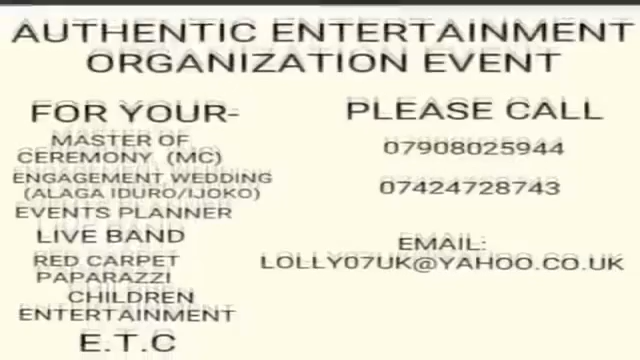 AUTHENTIC ENTERTAINMENT
ORGANIZATION EVENT
FOR YOUR-
MASTER OF
CEREMONY (MC)
ENGAGEMENT WEDDING
(ALAGA IDURO/IJOKO)
EVENTS PLANNER
LIVE BAND
RED CARPET
PAPARAZZI
CHILDREN
ENTERTAINMENT
E.T.C
PLEASE CALL
07908025944
07424728743
EMAIL:
LOLLY07UK@YAHOO.CO.UK